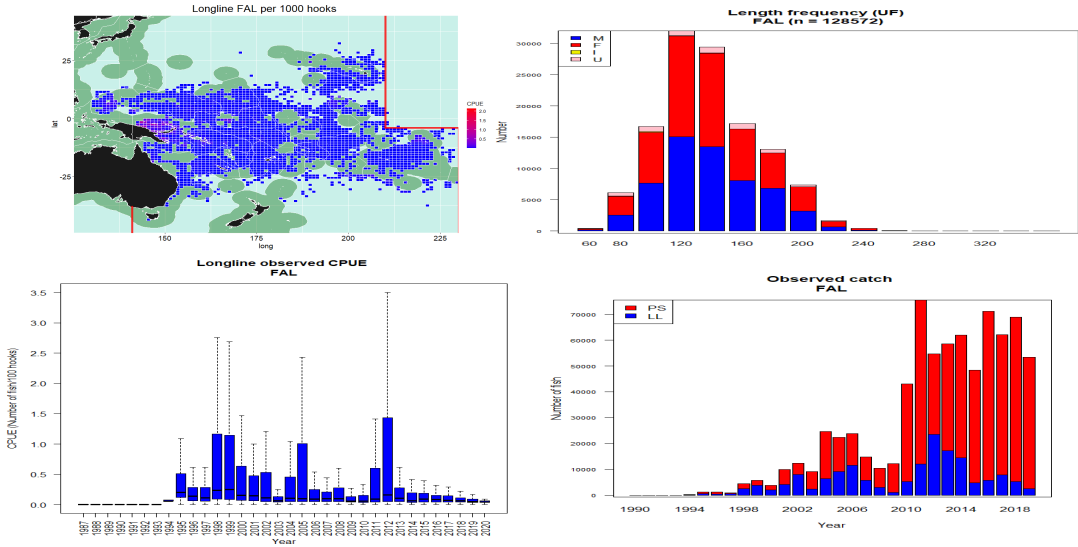 Longline FAL per 1000 hooks
25
0
-25
lat
150
175
200
225
long
CPUE
2.0
1.5
1.0
0.5
Length frequency (UF)
FAL (n = 128572)
M
F
I
U
30000
25000
20000
15000
10000
5000
0
Number
60 80 120 160 200 240 280 320
Longline observed CPUE
FAL
3.5
3.0
2.5
2.0
1.5
1.0
0.5
0.0
CPUE (Number of fish/100 hooks)
1987 1988 1989 1990 1991 1992 1993 1994 1995 1996 1997 1998 1999 2000 2001 2002 2003 2004 2005 2006 2007 2008 2009 2010 2011 2012 2013 2014 2015 2016 2017 2018 2019 2020
Year
Observed catch
FAL
PS
LL
70000
60000
50000
40000
30000
20000
10000
0
Number of fish
1990 1994 1998 2002 2006 2010 2014 2018
Year